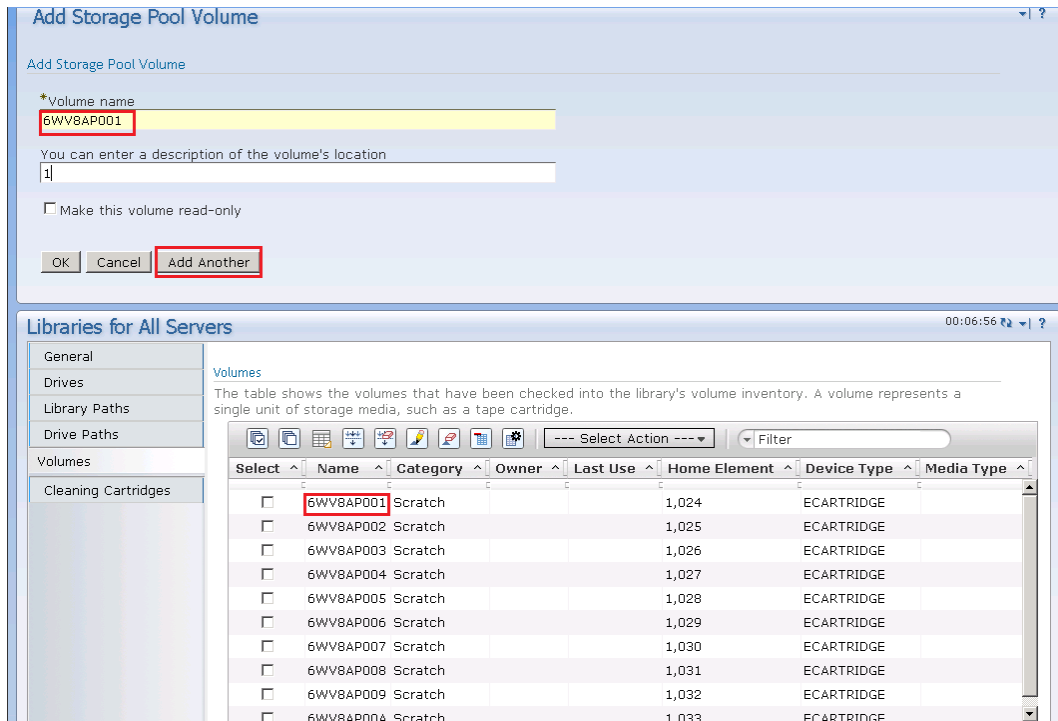 Add Storage Pool Volume
?
Add Storage Pool Volume
*Volume name
6WV8AP001
You can enter a description of the volume's location
1
Make this volume read-only
OK Cancel Add Another
Libraries for All Servers 00:06:56 ?
General
Drives
Library Paths
Drive Paths
Volumes
Cleaning Cartridges
Volumes
The table shows the volumes that have been checked into the library's volume inventory. A volume represents a
single unit of storage media, such as a tape cartridge.
--- Select Action --- Filter
Select ^ Name ^ Category ^ Owner ^ Last Use ^ Home Element ^ Device Type ^ Media Type ^
6WV8AP001 Scratch 1,024 ECARTRIDGE
6WV8AP002 Scratch 1,025 ECARTRIDGE
6WV8AP003 Scratch 1,026 ECARTRIDGE
6WV8AP004 Scratch 1,027 ECARTRIDGE
6WV8AP005 Scratch 1,028 ECARTRIDGE
6WV8AP006 Scratch 1,029 ECARTRIDGE
6WV8AP007 Scratch 1,030 ECARTRIDGE
6WV8AP008 Scratch 1,031 ECARTRIDGE
6WV8AP009 Scratch 1,032 ECARTRIDGE
6WV8AP00A Scratch 1,033 ECARTRIDGE